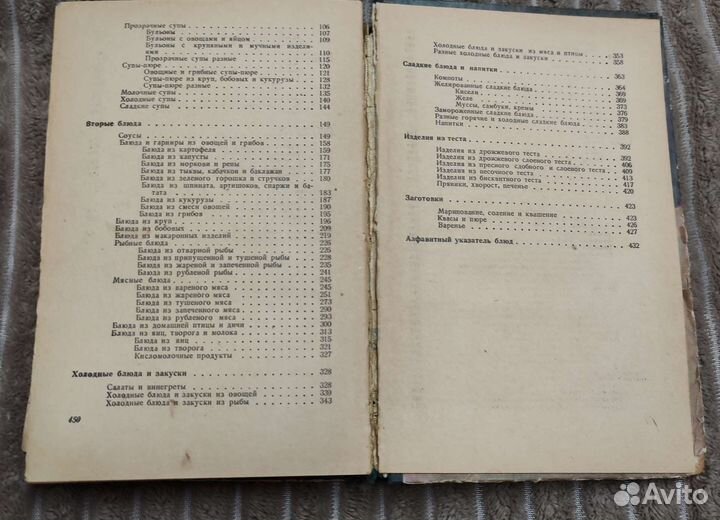 Прозрачные супы 106
Бульоны 107
Бульоны с овощами и яйцом 109
Бульоны с крупяными и мучными издели-
ями 110
Прозрачные супы разные 115
Супы-пюре 120
Овощные и грибные супы-пюре 121
Супы-пюре из круп, бобовых и кукурузы 131
Супы-пюре разные 132
Молочные супы 135
Холодные супы 140
Сладкие супы 144
Вторые блюда 149
Соусы 149
Блюда и гарниры из овощей и грибов 158
Блюда из картофеля 159
Блюда из капусты 171
Блюда из моркови и репы 175
Блюда из тыквы, кабачков и баклажан 177
Блюда из зеленого горошка и стручков 180
Блюда из шпината, артишоков, спаржи и ба-
тата 183
Блюда из кукурузы 187
Блюда из смеси овощей 190
Блюда из грибов 195
Блюда из круп 196
Блюда из бобовых 209
Блюда из макаронных изделий 219
Рыбные блюда 226
Блюда из отварной рыбы 225
Блюда из припущенной и тушеной рыбы 228
Блюда из жареной и запеченной рыбы 235
Блюда из рубленой рыбы 241
Мясные блюда 245
Блюда из вареного мяса 245
Блюда из жареного мяса 251
Блюда из тушеного мяса 273
Блюда из запеченного мяса 290
Блюда из рубленого мяса 293
Блюда из домашней птицы и дичи 300
Блюда из яиц, творога и молока 313
Блюда из яиц 315
Блюда из творога 321
Кисломолочные продукты 327
Холодные блюда и закуски 328
Салаты и винегреты 328
Холодные блюда и закуски из овощей 339
Холодные блюда и закуски из рыбы 343
450
Холодные блюда и закуски из мяса и птицы 353
Разные холодные блюда и закуски 358
Сладкие блюда и напитки 363
Компоты 364
Желированные сладкие блюда 369
Кисели 369
Желе 373
Муссы, самбуки, кремы
Замороженные сладкие блюда 376
Разные горячие и холодные сладкие блюда 379
Напитки 383
388
Изделия из теста 392
Изделия из дрожжевого теста 392
Изделия из дрожжевого слоеного теста 406
Изделия из пресного сдобного и слоеного теста 409
Изделия из песочного теста 413
Изделия из бисквитного теста 417
Пряники, хворост, печенье 420
Заготовки 423
Маринование, соление и квашение 423
Квасы и пюре 426
Варенье 427
Алфавитный указатель блюд 432
Avito